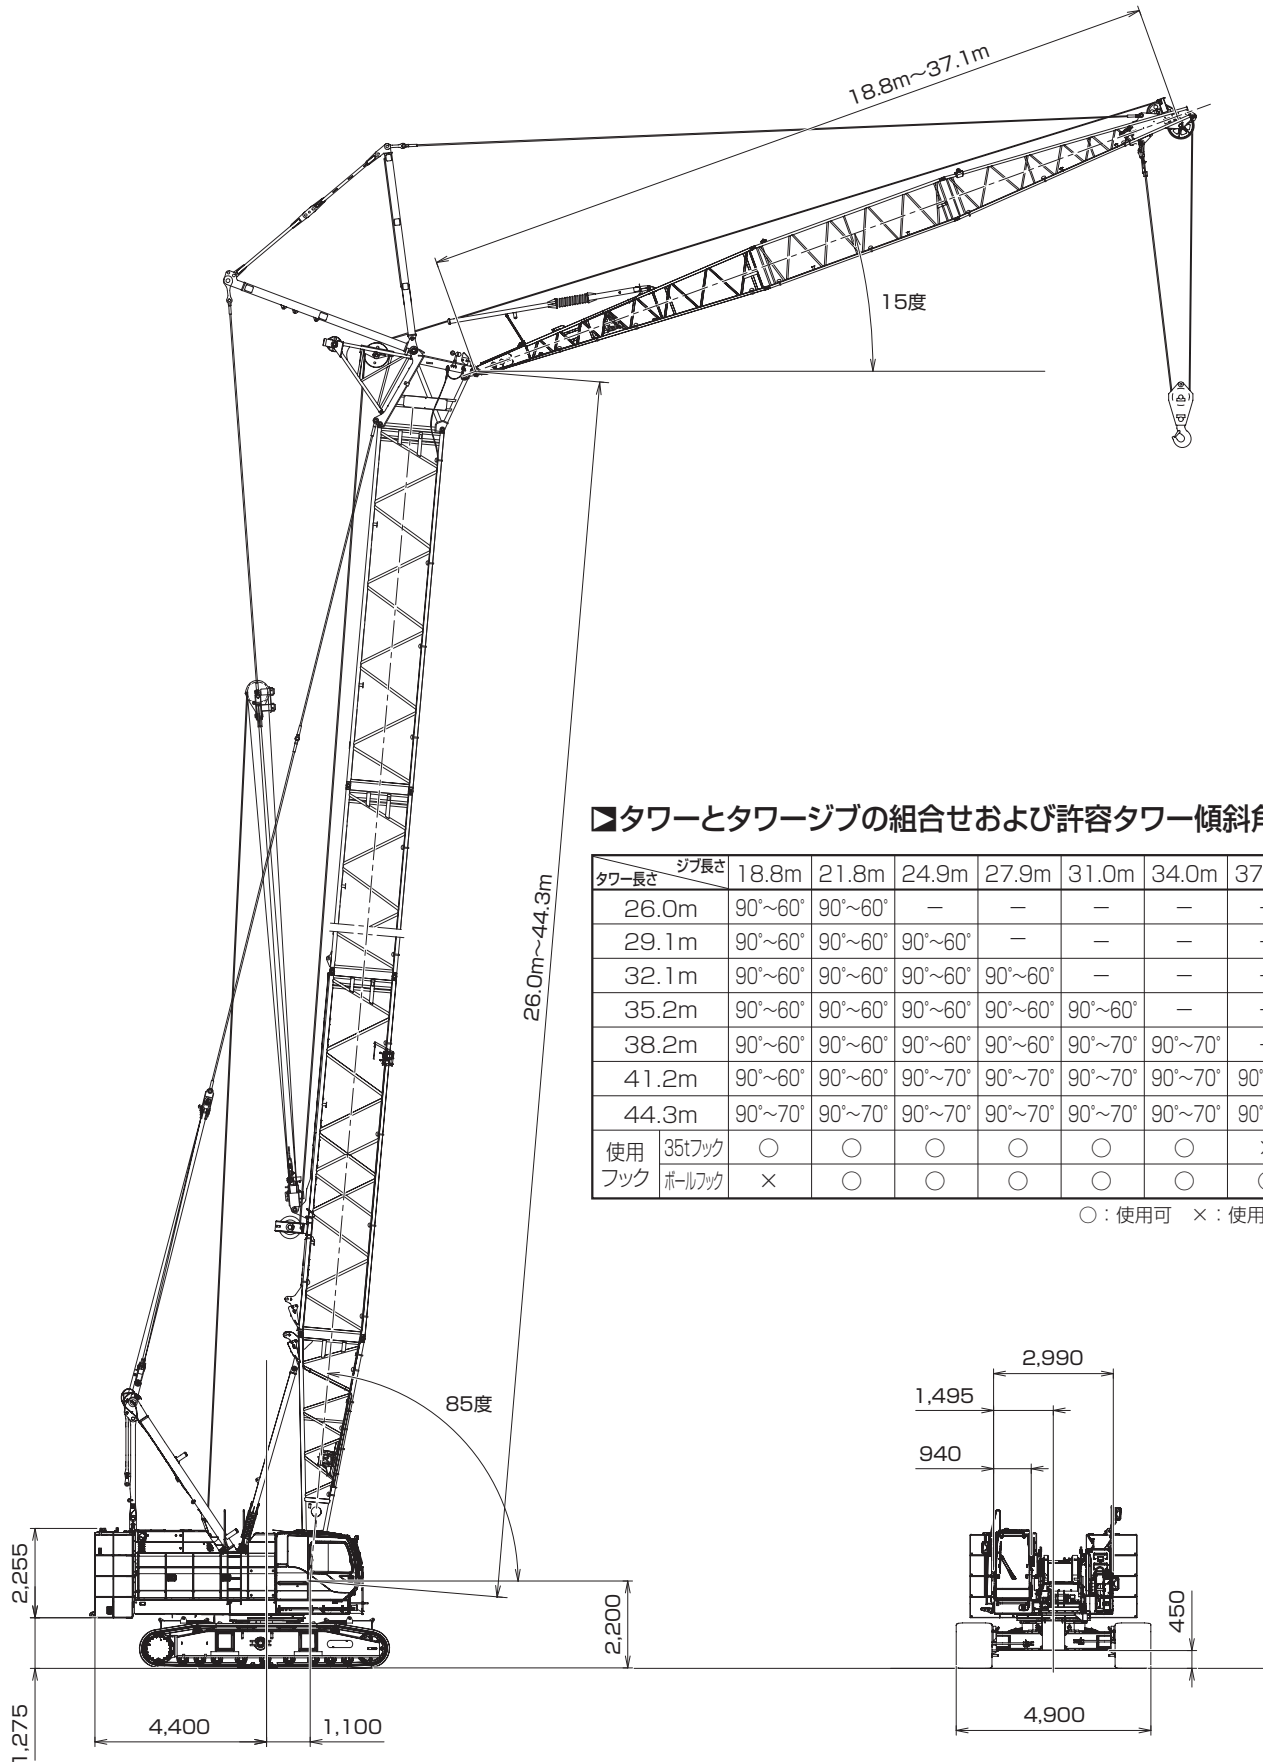 18.8m～37.1m
15度
26.0m～44.3m
タワーとタワージブの組合せおよび許容タワー傾斜
ジブ長さ 18.8m 21.8m 24.9m 27.9m 31.0m 34.0m 37
タワー長さ
26.0m 90°～60° 90°～60° － － － －
29.1m 90°～60° 90°～60° 90°～60° － － －
32.1m 90°～60° 90°～60° 90°～60° 90°～60° － －
35.2m 90°～60° 90°～60° 90°～60° 90°～60° 90°～60° －
38.2m 90°～60° 90°～60° 90°～60° 90°～60° 90°～70° 90°～70°
41.2m 90°～60° 90°～60° 90°～70° 90°～70° 90°～70° 90°～70° 90°
44.3m 90°～70° 90°～70° 90°～70° 90°～70° 90°～70° 90°～70° 90°
使用フック 35tフック ○ ○ ○ ○ ○ ○
ボールフック × ○ ○ ○ ○ ○
○：使用可 ×：使用
85度
2,990
1,495
940
2,255
2,200
450
1,275
4,400
1,100
4,900